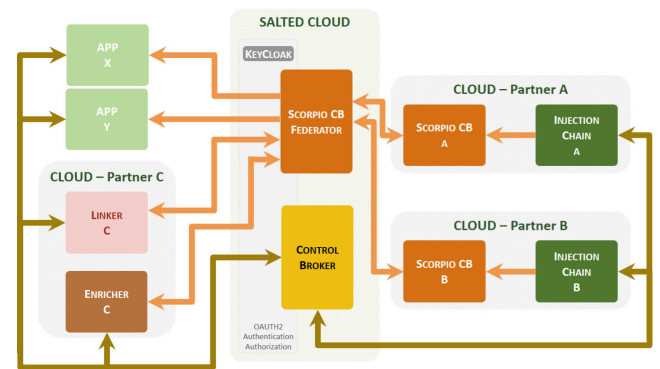 SALTED CLOUD
KEYCLOAK
APP
X
APP
Y
SCORPIO CB
FEDERATOR
CLOUD – Partner A
SCORPIO CB
A
INJECTION
CHAIN
A
CLOUD – Partner C
LINKER
C
ENRICHER
C
CONTROL
BROKER
OAUTH2
Authentication
Authorization
CLOUD – Partner B
SCORPIO CB
B
INJECTION
CHAIN
B